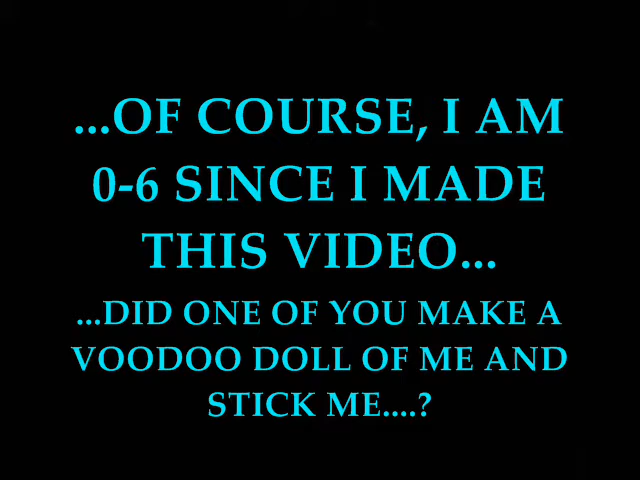 ...OF COURSE, I AM
0-6 SINCE I MADE
THIS VIDEO...
...DID ONE OF YOU MAKE A
VOODOO DOLL OF ME AND
STICK ME....?